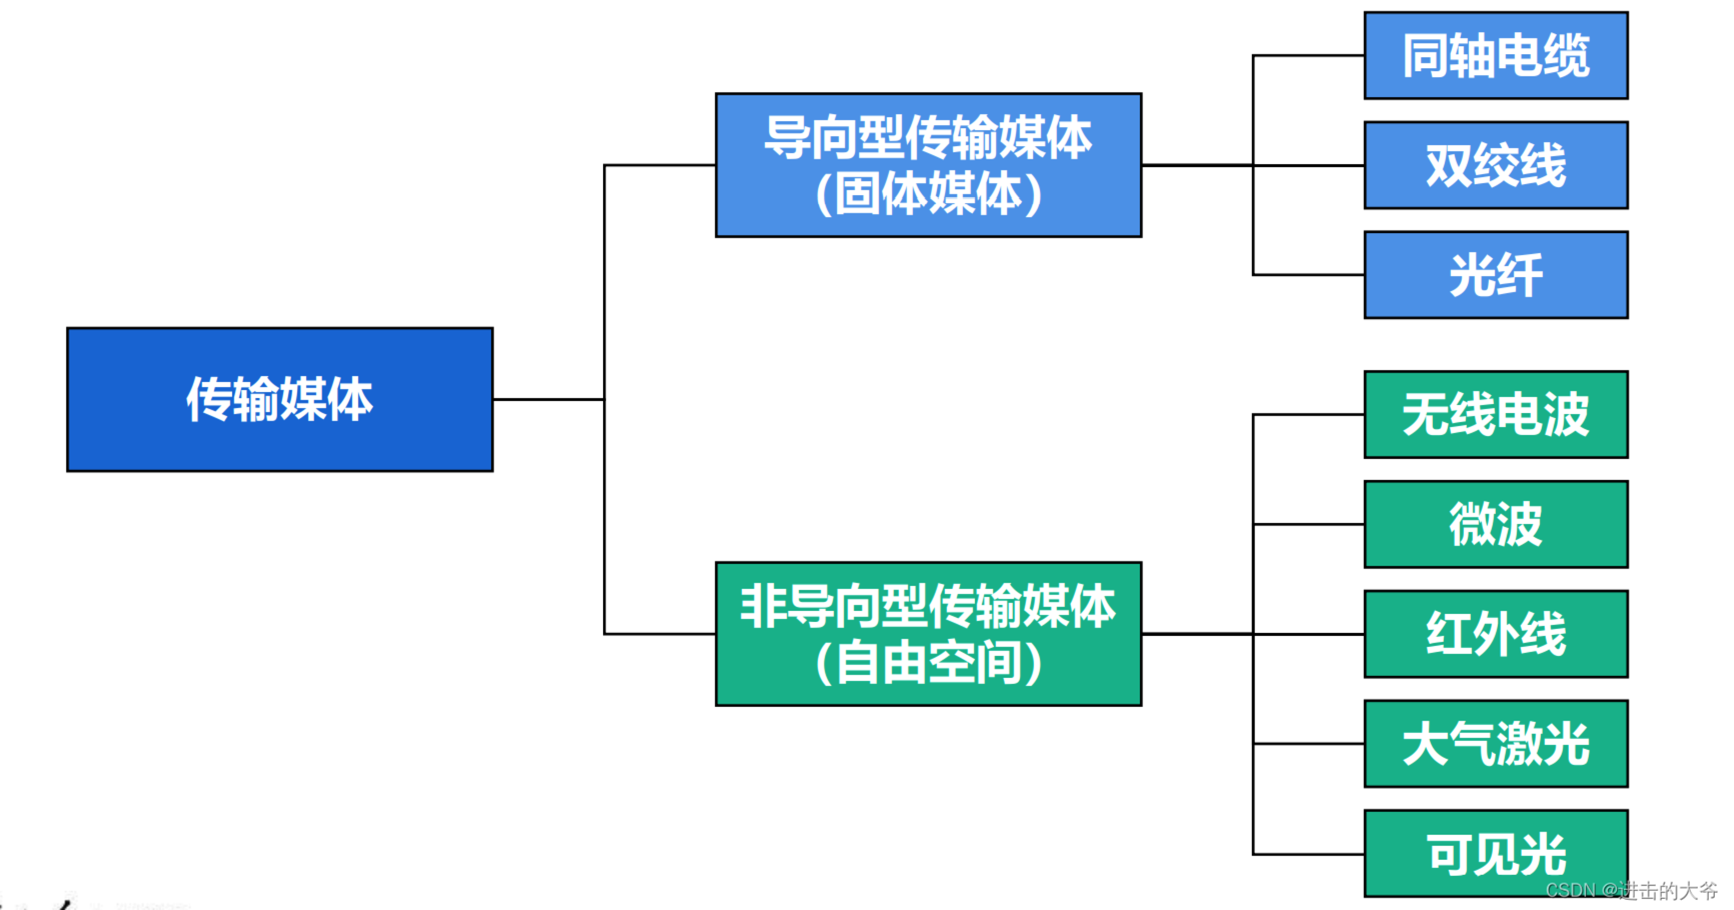 传输媒体
导向型传输媒体
（固体媒体）
同轴电缆
双绞线
光纤
非导向型传输媒体
（自由空间）
无线电波
微波
红外线
大气激光
可见光
CSDN @进击的大爷